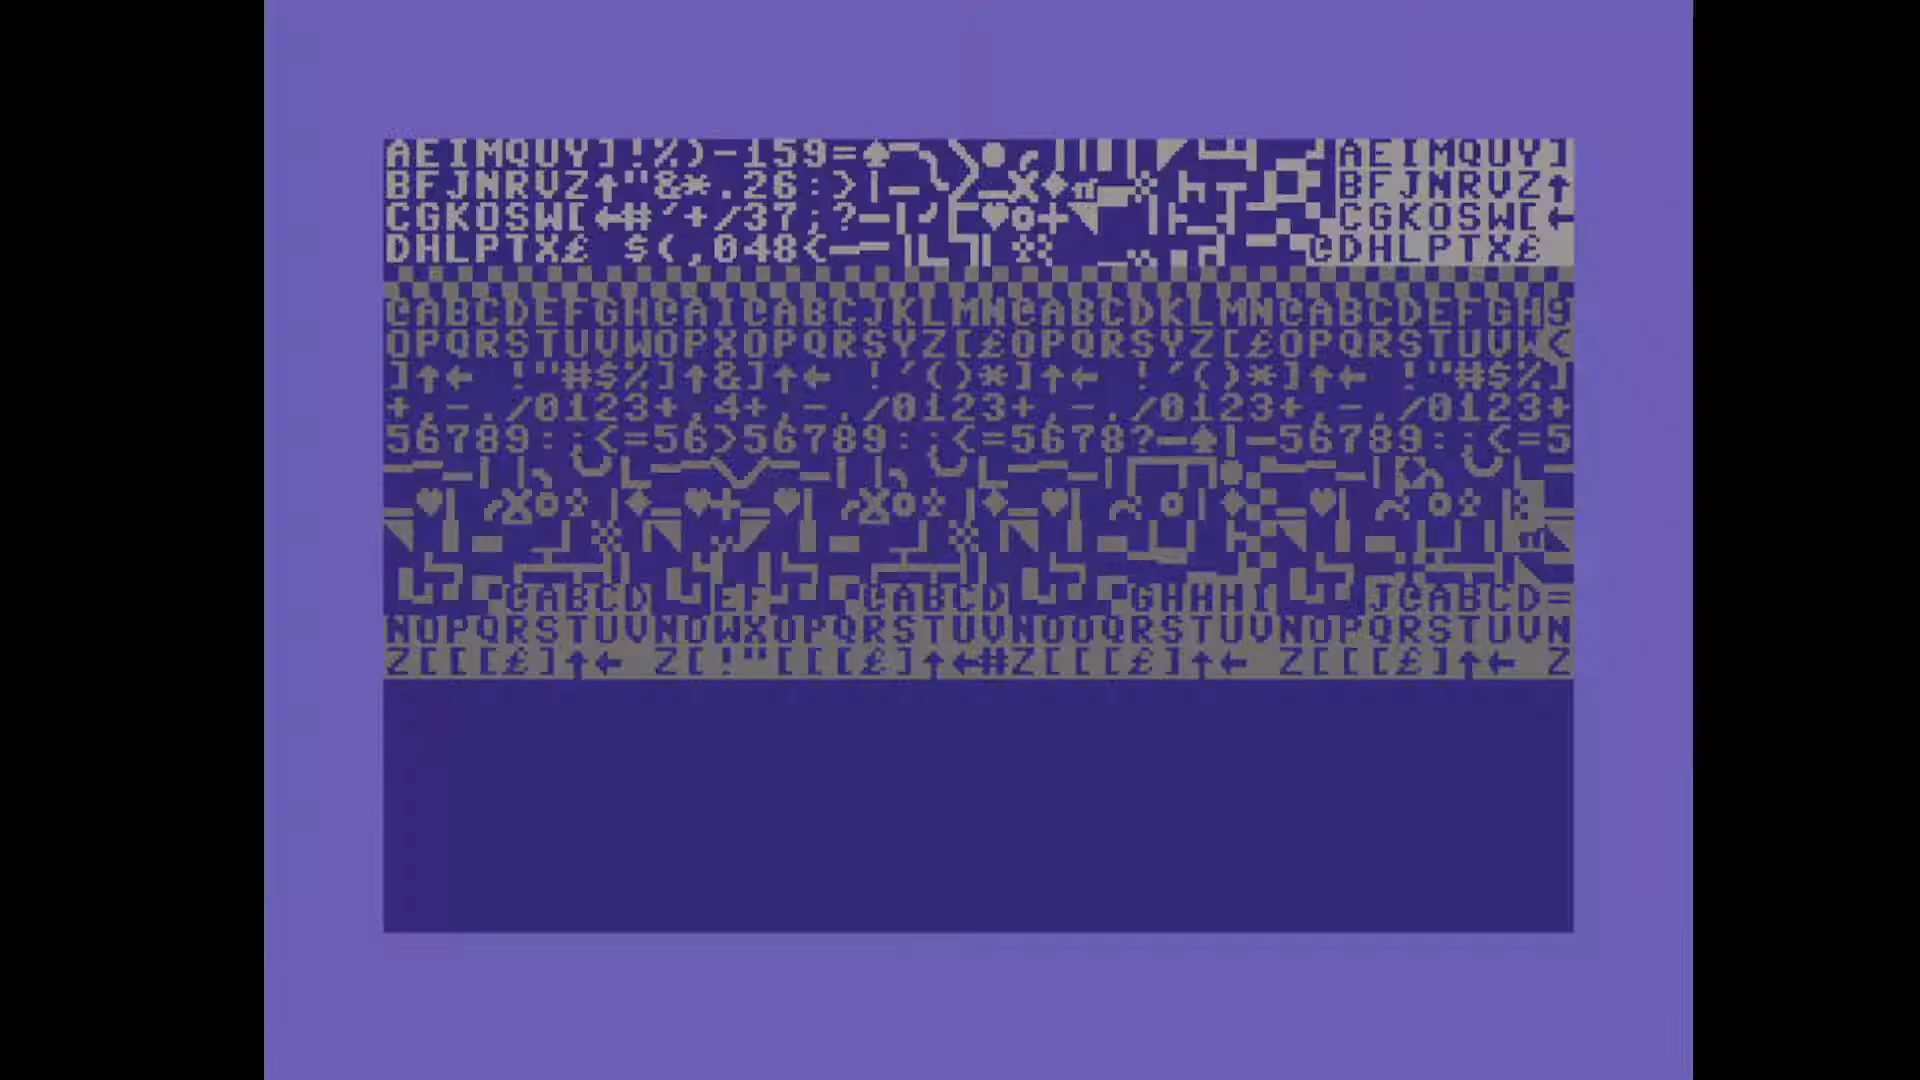 AEIMQUY]!%)-159= AEIMQUY]
BFJNRVZ↑"&*.26:> BFJNRVZ↑
CGKOSW[←#'+/37;? CGKOSW[←
DHLPTX£ $(,048< @DHLPTX£
@ABCDEFGH@AI@ABCJKLMN@ABCDKLMN@ABCDEFGH9
OPQRSTUVWOPXOPQRSYZ[£OPQRSYZ[£OPQRSTUVW<
]↑← !"#$%]↑&]↑← !'()*]↑← !'()*]↑← !"#$%]
+,-./0123+,4+,-./0123+,-./0123+,-./0123+
56789:;<=56>56789:;<=5678?56789:;<=5
@ABCD EF @ABCD GHHHI J@ABCD=
NOPQRSTUVNOWXOPQRSTUVNOOQRSTUVNOPQRSTUVN
Z[[[£]↑← Z[!"[[[£]↑←#Z[[[£]↑← Z[[[£]↑← Z